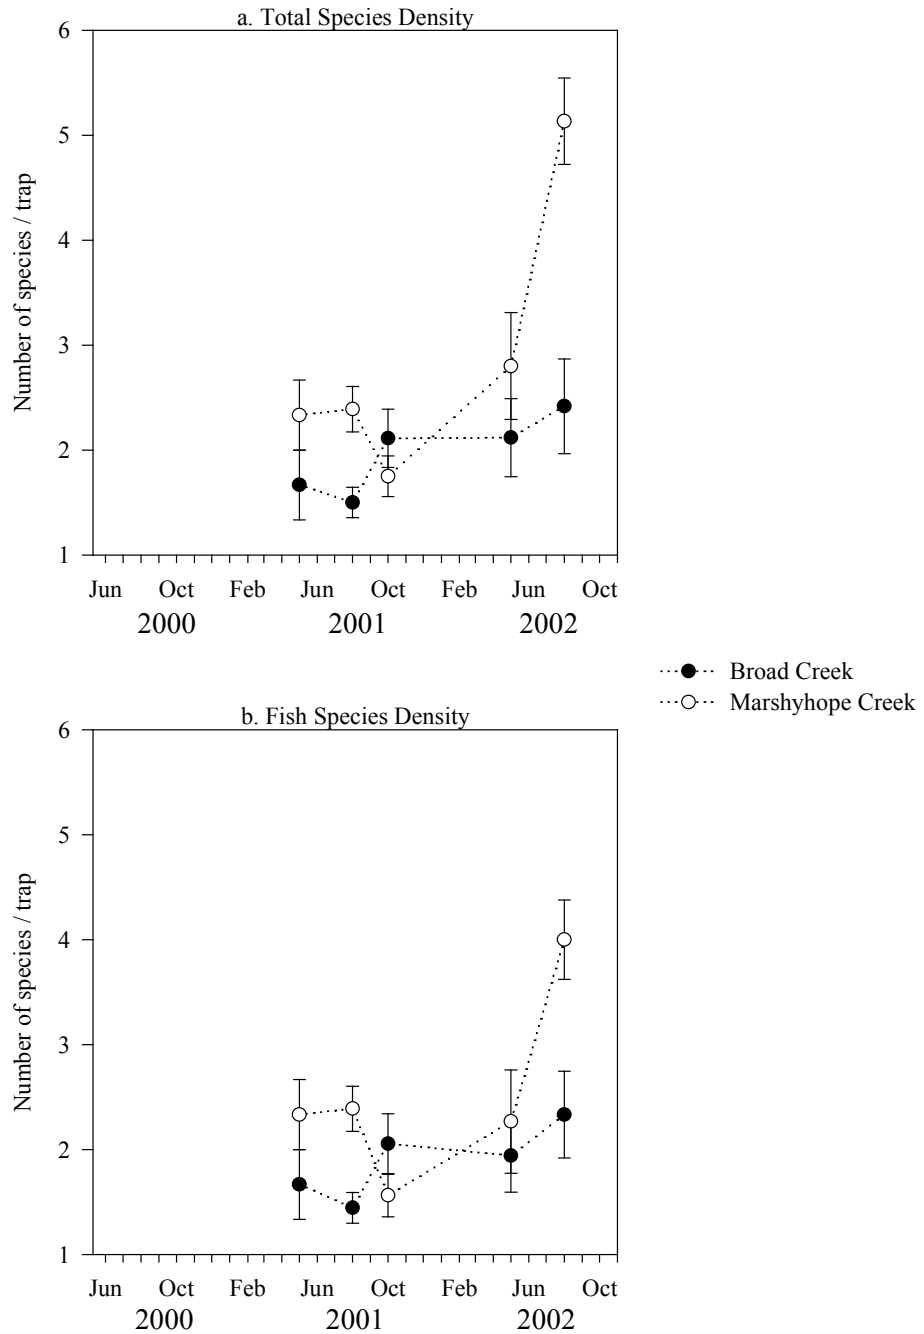 a. Total Species Density
6
5
4
3
2
1
Number of species / trap
Jun Oct Feb Jun Oct Feb Jun Oct
2000 2001 2002
Broad Creek
Marshyhope Creek
b. Fish Species Density
6
5
4
3
2
1
Number of species / trap
Jun Oct Feb Jun Oct Feb Jun Oct
2000 2001 2002